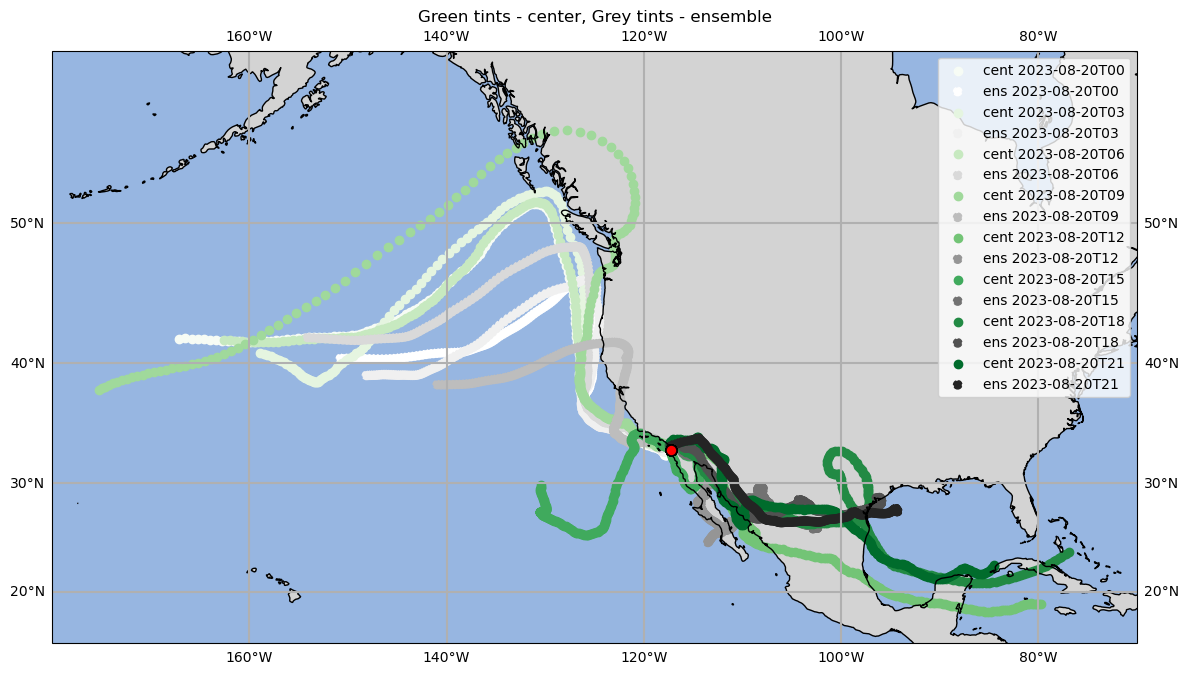 Green tints - center, Grey tints - ensemble
160°W 140°W 120°W 100°W 80°W
cent 2023-08-20T00
ens 2023-08-20T00
cent 2023-08-20T03
ens 2023-08-20T03
cent 2023-08-20T06
ens 2023-08-20T06
cent 2023-08-20T09
ens 2023-08-20T09
cent 2023-08-20T12
ens 2023-08-20T12
cent 2023-08-20T15
ens 2023-08-20T15
cent 2023-08-20T18
ens 2023-08-20T18
cent 2023-08-20T21
ens 2023-08-20T21
50°N 50°N
40°N 40°N
30°N 30°N
20°N 20°N
160°W 140°W 120°W 100°W 80°W